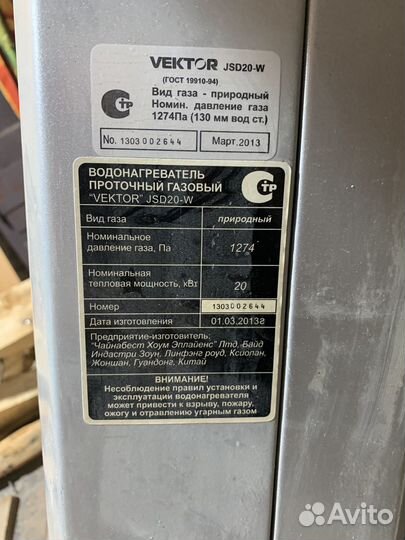 VEKTOR JSD20-W
(ГОСТ 19910-94)
Вид газа - природный
Номин. давление газа
1274Па (130 мм вод ст.)
No. 1303002644 Март.2013
ВОДОНАГРЕВАТЕЛЬ
ПРОТОЧНЫЙ ГАЗОВЫЙ
"VEKTOR" JSD20-W
Вид газа природный
Номинальное
давление газа, Па 1274
Номинальная
тепловая мощность, кВт 20
Номер 1303002644
Дата изготовления 01.03.2013г
Предприятие-изготовитель:
"Чайнабест Хоум Эплайенс" Лтд, Байд
Индастри Зоун, Линфэнг роуд, Ксиопан,
Жоншан, Гуандонг, Китай
ВНИМАНИЕ!
Несоблюдение правил установки и
эксплуатации водонагревателя
может привести к взрыву, пожару,
ожогу и отравлению угарным газом
Avito